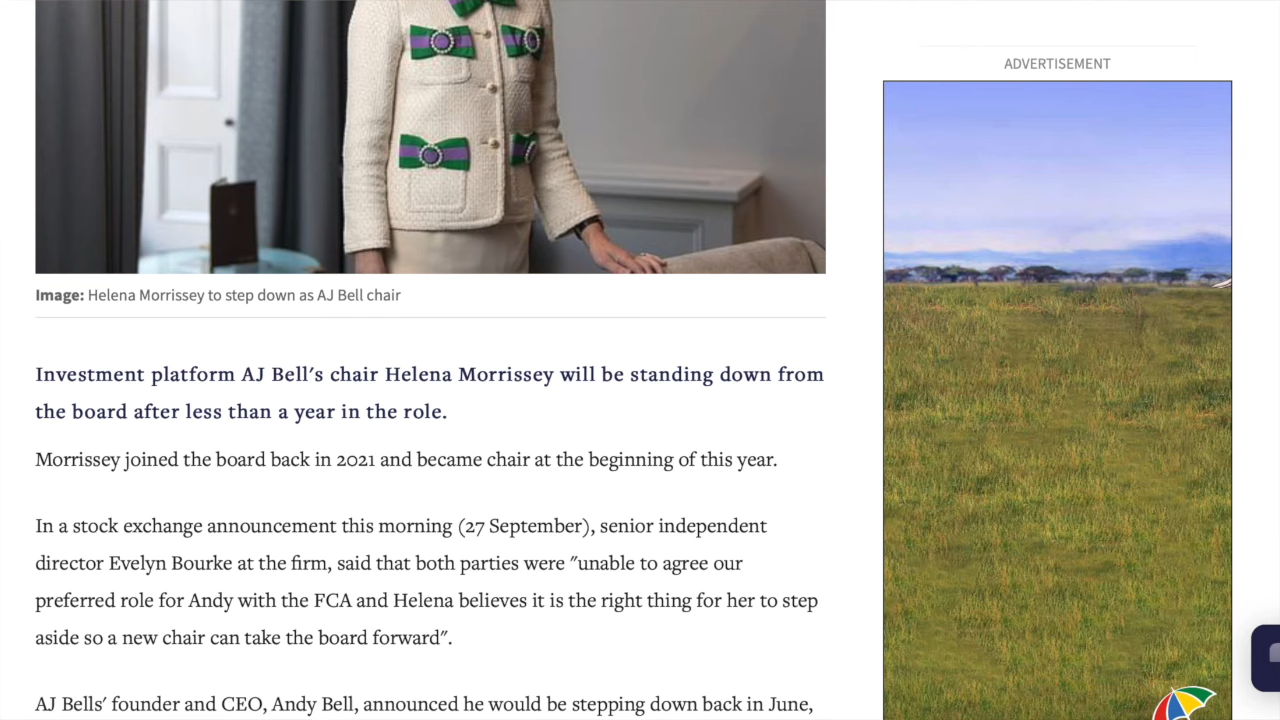 ADVERTISEMENT
Image: Helena Morrissey to step down as AJ Bell chair
Investment platform AJ Bell's chair Helena Morrissey will be standing down from
the board after less than a year in the role.
Morrissey joined the board back in 2021 and became chair at the beginning of this year.
In a stock exchange announcement this morning (27 September), senior independent
director Evelyn Bourke at the firm, said that both parties were "unable to agree our
preferred role for Andy with the FCA and Helena believes it is the right thing for her to step
aside so a new chair can take the board forward".
AJ Bells' founder and CEO, Andy Bell, announced he would be stepping down back in June,